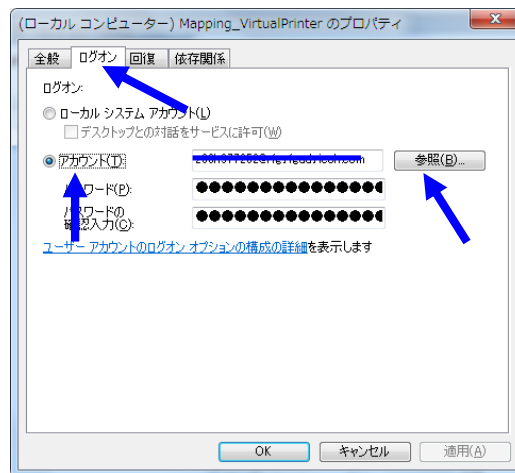 (ローカル コンピューター) Mapping_VirtualPrinter のプロパティ
全般 ログオン 回復 依存関係
ログオン:
ローカル システム アカウント(L)
デスクトップとの対話をサービスに許可(W)
アカウント(T):
参照(B)...
パスワード(P): ●●●●●●●●●●●●●●●
パスワードの
確認入力(C): ●●●●●●●●●●●●●●●
ユーザー アカウントのログオン オプションの構成の詳細を表示します
OK キャンセル 適用(A)